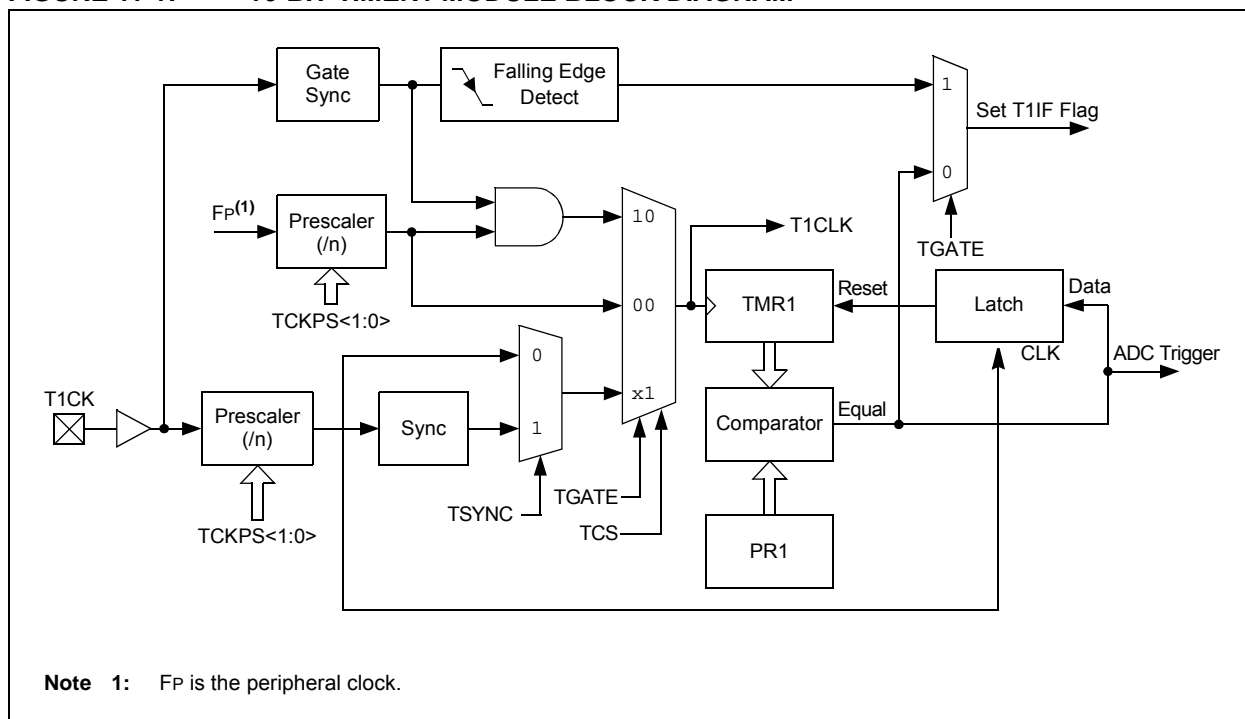 Gate
Sync
Falling Edge
Detect
1
Set T1IF Flag
0
TGATE
FP(1)
Prescaler
(/n)
TCKPS<1:0>
10
00
x1
T1CLK
TMR1
Reset
Latch
Data
CLK
ADC Trigger
T1CK
Prescaler
(/n)
TCKPS<1:0>
Sync
0
1
TSYNC
TGATE
TCS
Comparator
Equal
PR1
Note 1: FP is the peripheral clock.